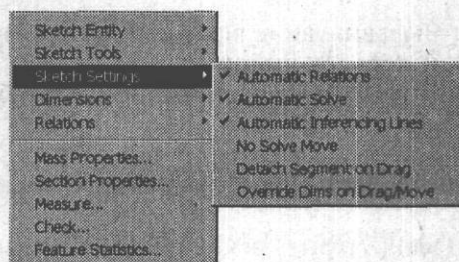 Sketch Entity
Sketch Tools
Sketch Settings
Dimensions
Relations
Mass Properties...
Section Properties...
Measure...
Check...
Feature Statistics...
Automatic Relations
Automatic Solve
Automatic Inferencing Lines
No Solve Move
Detach Segment on Drag
Override Dims on Drag/Move